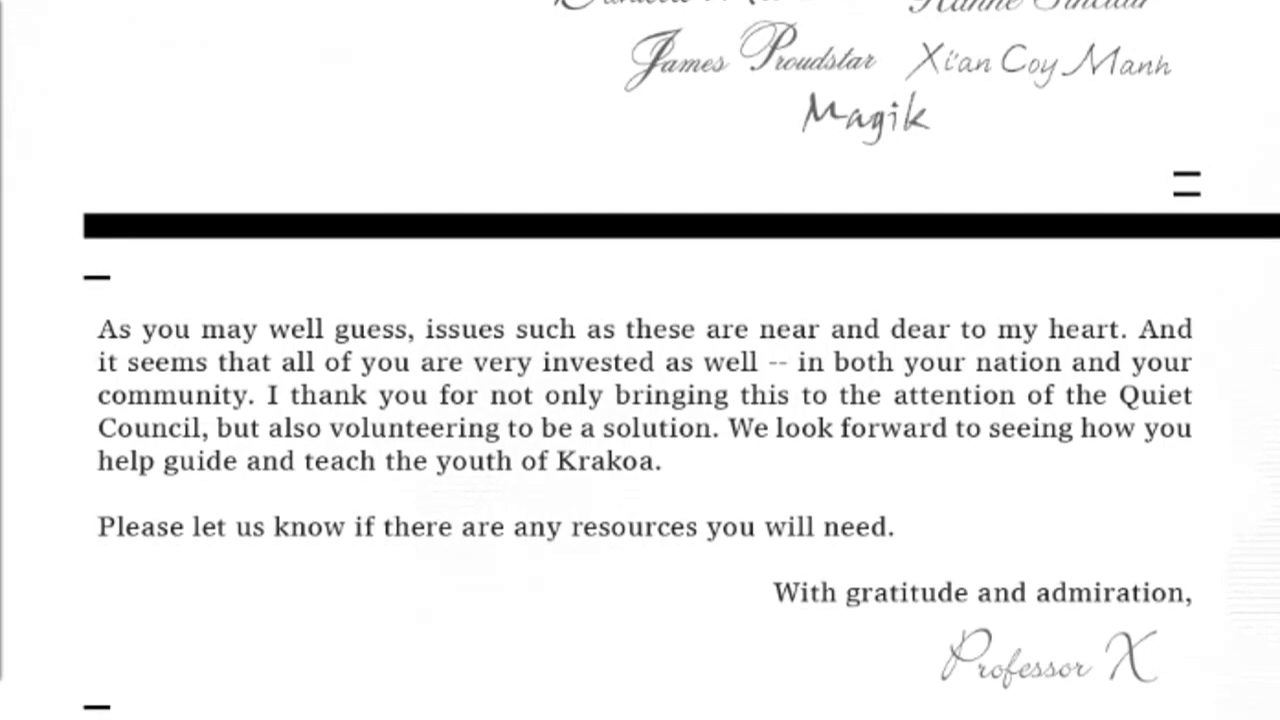 James Proudstar Xi'an Coy Manh
Magik
As you may well guess, issues such as these are near and dear to my heart. And
it seems that all of you are very invested as well -- in both your nation and your
community. I thank you for not only bringing this to the attention of the Quiet
Council, but also volunteering to be a solution. We look forward to seeing how you
help guide and teach the youth of Krakoa.
Please let us know if there are any resources you will need.
With gratitude and admiration,
Professor X